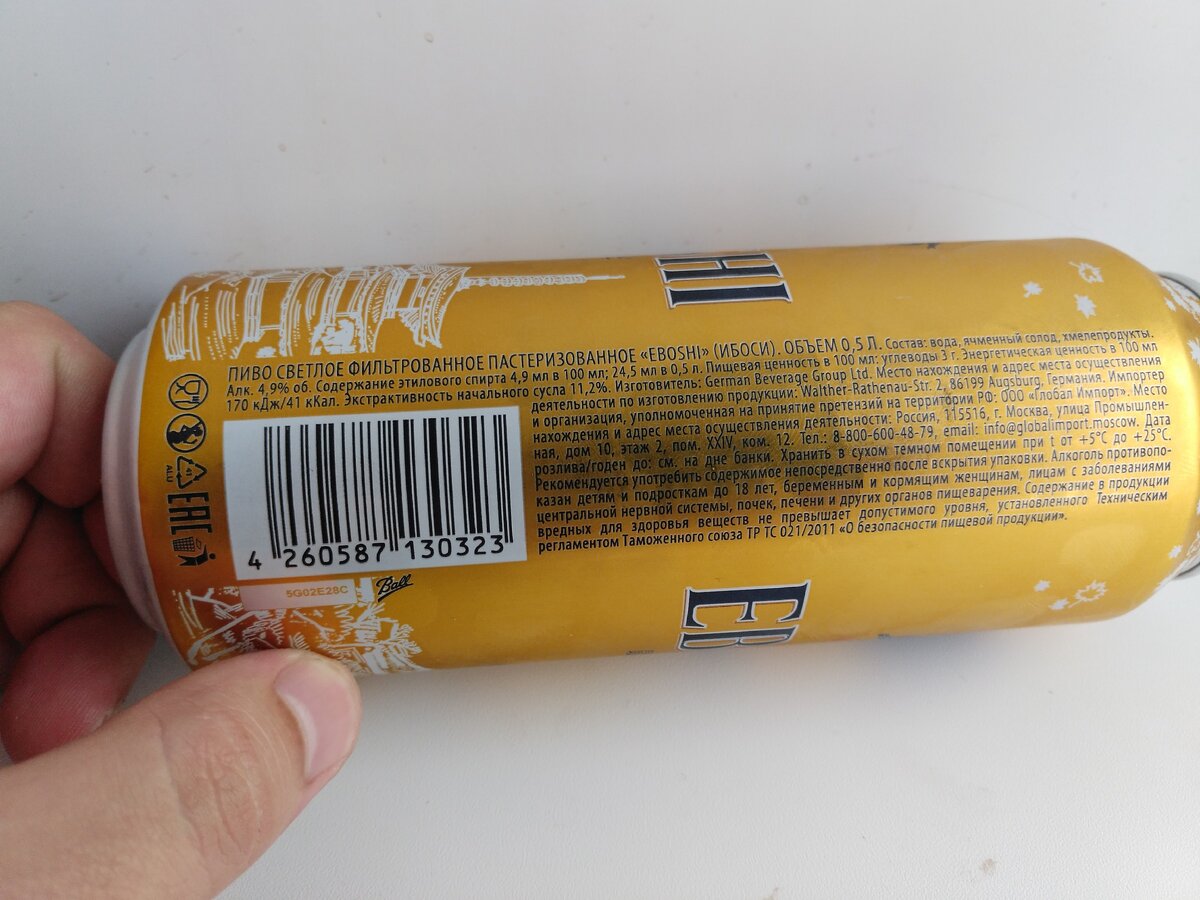 HI
ПИВО СВЕТЛОЕ ФИЛЬТРОВАННОЕ ПАСТЕРИЗОВАННОЕ «EBOSHI» (ИБОСИ). ОБЪЕМ 0,5 Л. Состав: вода, ячменный солод, хмелепродукты.
Алк. 4,9% об. Содержание этилового спирта 4,9 мл в 100 мл; 24,5 мл в 0,5 л. Пищевая ценность в 100 мл: углеводы 3 г. Энергетическая ценность в 100 мл
170 кДж/41 кКал. Экстрактивность начального сусла 11,2%. Изготовитель: German Beverage Group Ltd. Место нахождения и адрес места осуществления
деятельности по изготовлению продукции: Walther-Rathenau-Str. 2, 86199 Augsburg, Германия. Импортер
и организация, уполномоченная на принятие претензий на территории РФ: ООО «Глобал Импорт». Место
нахождения и адрес места осуществления деятельности: Россия, 115516, г. Москва, улица Промышлен-
ная, дом 10, этаж 2, пом. XXIV, ком. 12. Тел.: 8-800-600-48-79, email: info@globalimport.moscow. Дата
розлива/годен до: см. на дне банки. Хранить в сухом темном помещении при t от +5°С до +25°С.
Рекомендуется употребить содержимое непосредственно после вскрытия упаковки. Алкоголь противопо-
казан детям и подросткам до 18 лет, беременным и кормящим женщинам, лицам с заболеваниями
центральной нервной системы, почек, печени и других органов пищеварения. Содержание в продукции
вредных для здоровья веществ не превышает допустимого уровня, установленного Техническим
регламентом Таможенного союза ТР ТС 021/2011 «О безопасности пищевой продукции».
ALU
EAC
4 260587 130323
5G02E28C
Ball
EB